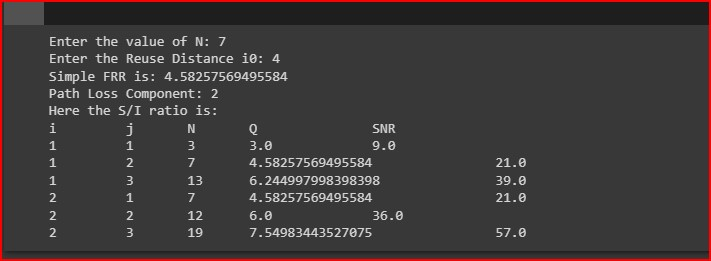 Enter the value of N: 7
Enter the Reuse Distance i0: 4
Simple FRR is: 4.58257569495584
Path Loss Component: 2
Here the S/I ratio is:
i j N Q SNR
1 1 3 3.0 9.0
1 2 7 4.58257569495584 21.0
1 3 13 6.244997998398398 39.0
2 1 7 4.58257569495584 21.0
2 2 12 6.0 36.0
2 3 19 7.54983443527075 57.0